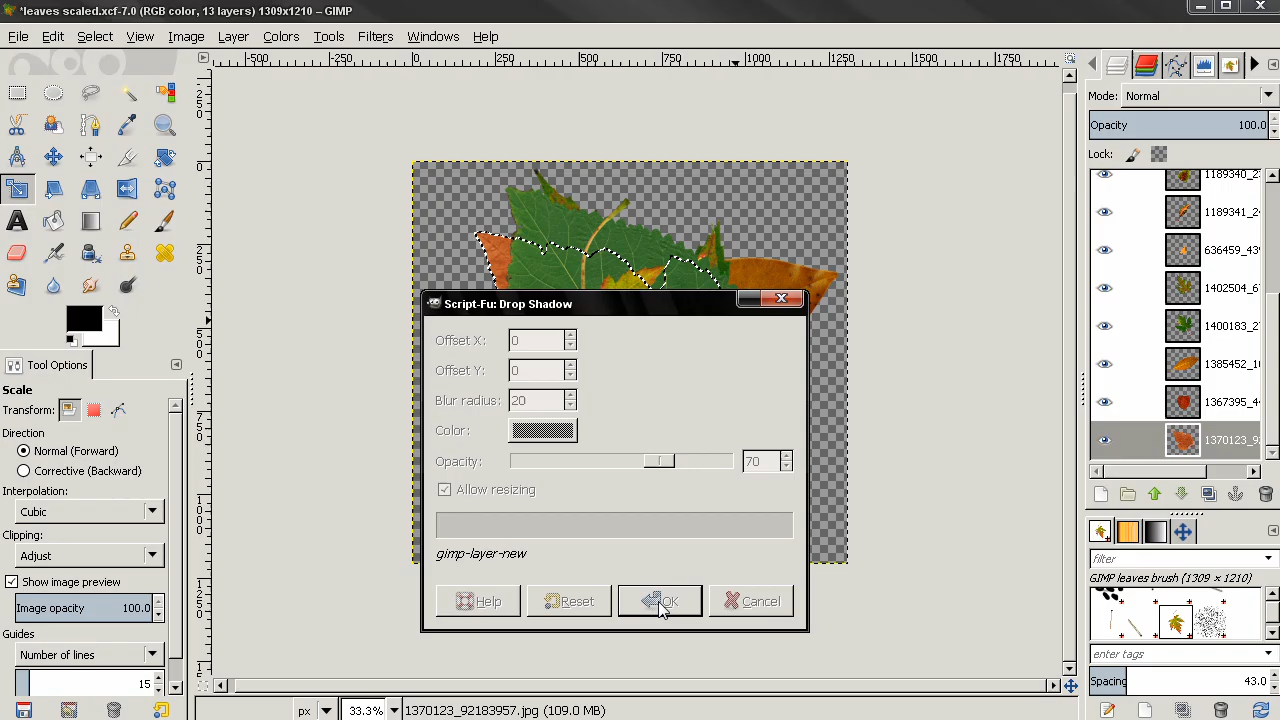 *leaves scaled.xcf-7.0 (RGB color, 13 layers) 1309x1210 – GIMP
File Edit Select View Image Layer Colors Tools Filters Windows Help
-500 -250 0 250 500 750 1000 1250 1500 1750
Mode: Normal
Opacity 100.0
Lock:
1189340_2
1189341_2
636459_43
1402504_6
1400183_2
1385452_1
1367395_4
1370123_9
Tool Options
Scale
Transform:
Direction
Normal (Forward)
Corrective (Backward)
Interpolation:
Cubic
Clipping:
Adjust
Show image preview
Image opacity 100.0
Guides
Number of lines
15
Script-Fu: Drop Shadow
Offset X: 0
Offset Y: 0
Blur radius: 20
Color:
Opacity: 70
Allow resizing
gimp-layer-new
Help Reset OK Cancel
filter
GIMP leaves brush (1309 × 1210)
enter tags
Spacing 43.0
px 33.3% 1370123_92183957.jpg (109.0 MB)